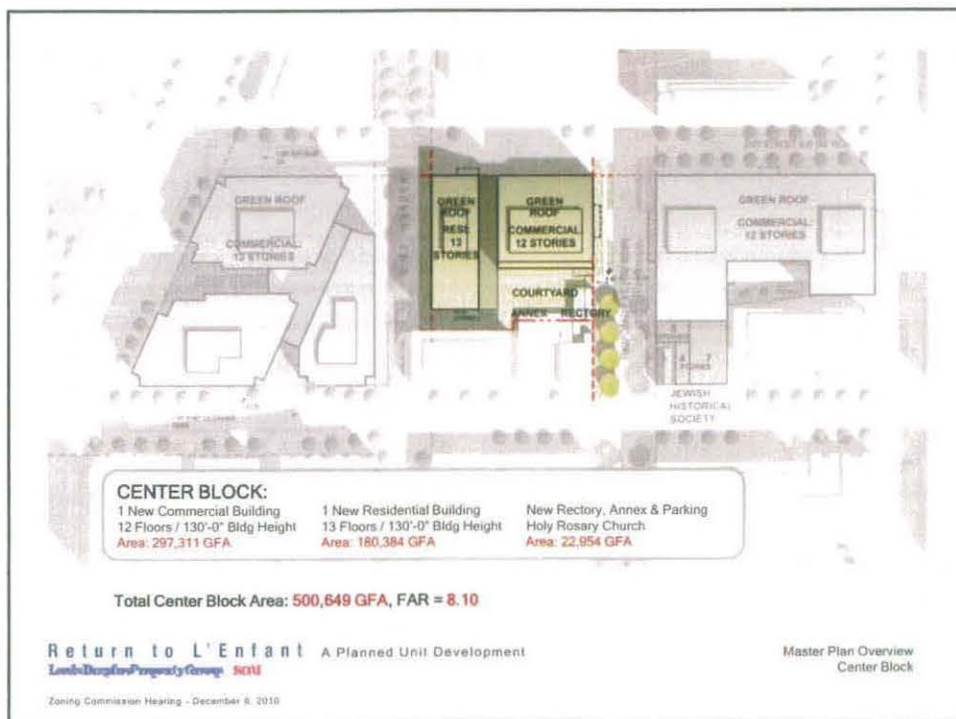 GREEN ROOF
COMMERCIAL:
12 STORIES
GREEN
ROOF
RESI:
13
STORIES
GREEN
ROOF
COMMERCIAL:
12 STORIES
COURTYARD
ANNEX RECTORY
GREEN ROOF
COMMERCIAL:
12 STORIES
JEWISH
HISTORICAL
SOCIETY
CENTER BLOCK:
1 New Commercial Building
12 Floors / 130'-0" Bldg Height
Area: 297,311 GFA
1 New Residential Building
13 Floors / 130'-0" Bldg Height
Area: 180,384 GFA
New Rectory, Annex & Parking
Holy Rosary Church
Area: 22,954 GFA
Total Center Block Area: 500,649 GFA, FAR = 8.10
Return to L'Enfant A Planned Unit Development
Louis Dreyfus Property Group SOM
Master Plan Overview
Center Block
Zoning Commission Hearing - December 6, 2010